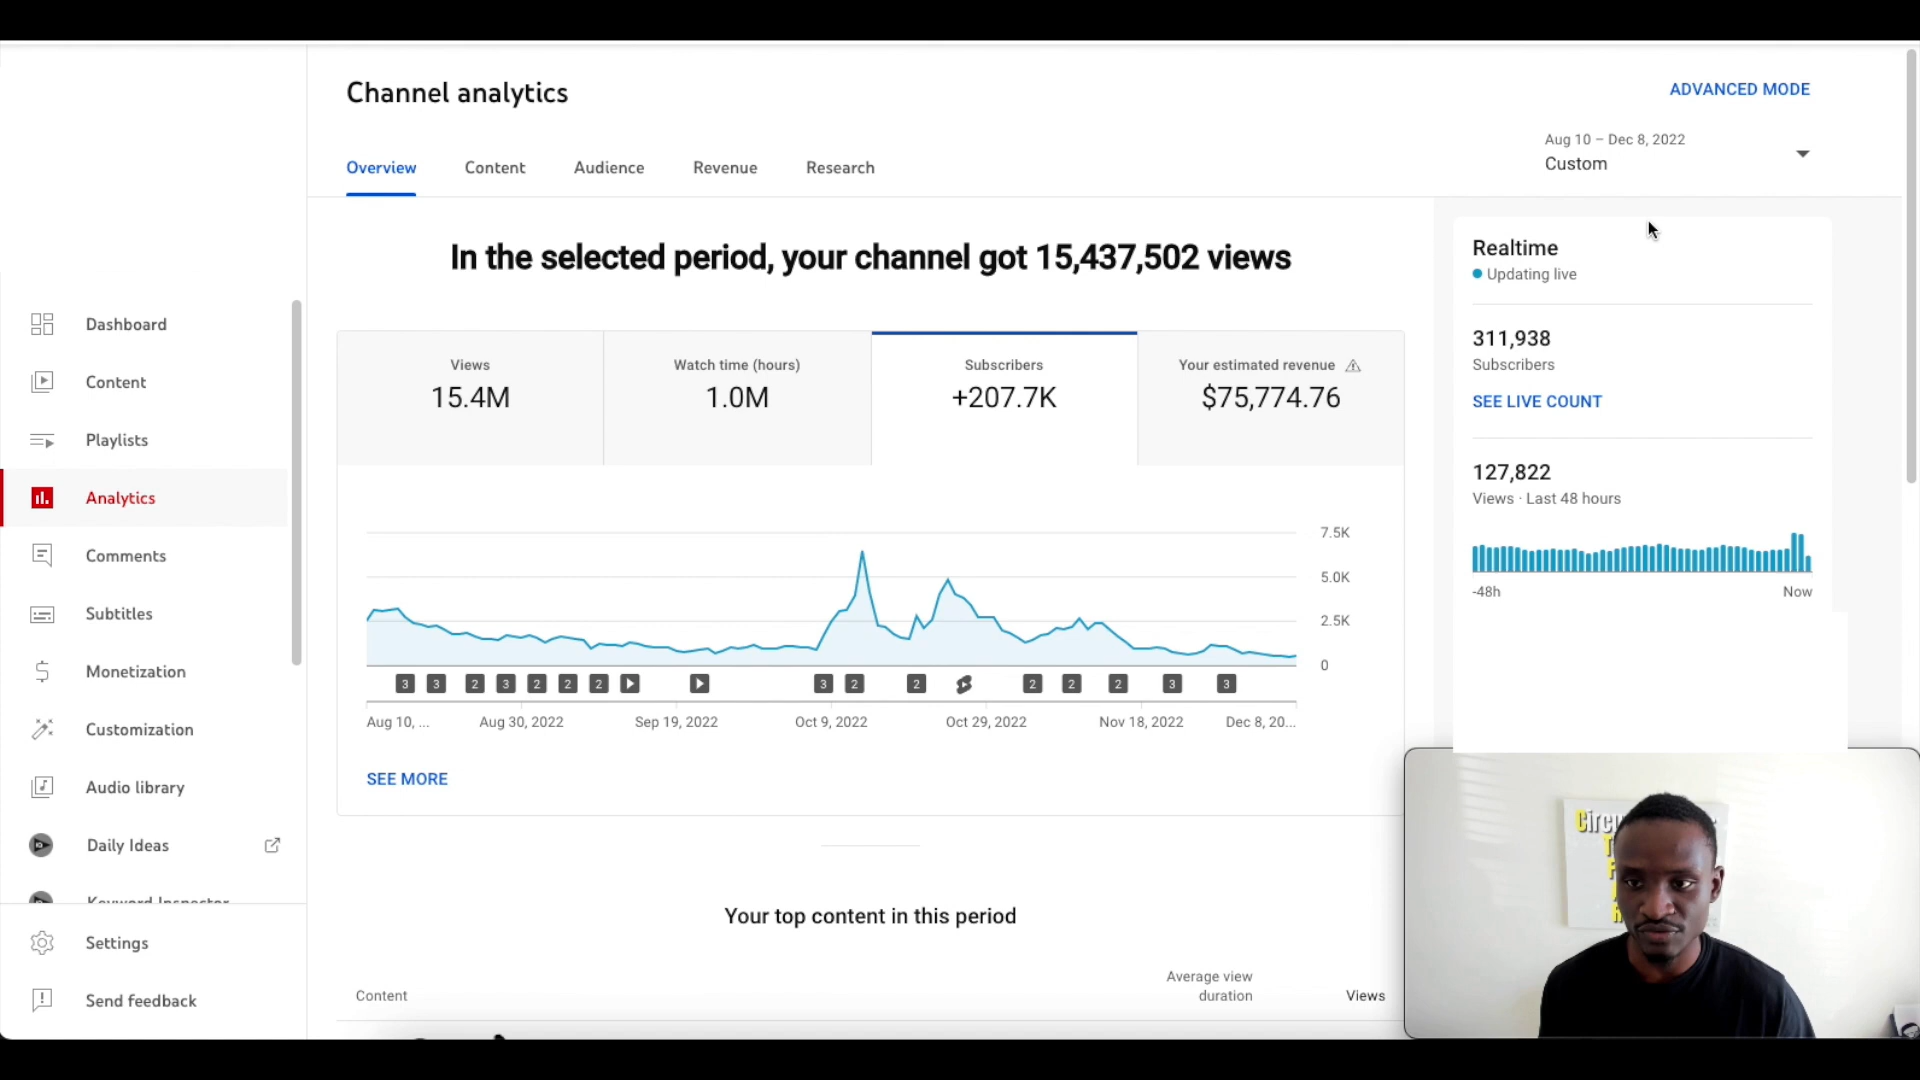 Channel analytics
ADVANCED MODE
Aug 10 – Dec 8, 2022
Custom
Overview
Content
Audience
Revenue
Research
In the selected period, your channel got 15,437,502 views
Realtime
Updating live
311,938
Subscribers
SEE LIVE COUNT
127,822
Views · Last 48 hours
-48h
Now
Dashboard
Content
Playlists
Analytics
Comments
Subtitles
Monetization
Customization
Audio library
Daily Ideas
Keyword Inspector
Settings
Send feedback
Views
15.4M
Watch time (hours)
1.0M
Subscribers
+207.7K
Your estimated revenue
$75,774.76
7.5K
5.0K
2.5K
0
3 3 2 3 2 2 2 3 2 2 2 2 2 3 3
Aug 10, ...
Aug 30, 2022
Sep 19, 2022
Oct 9, 2022
Oct 29, 2022
Nov 18, 2022
Dec 8, 20...
SEE MORE
Your top content in this period
Content
Average view
duration
Views